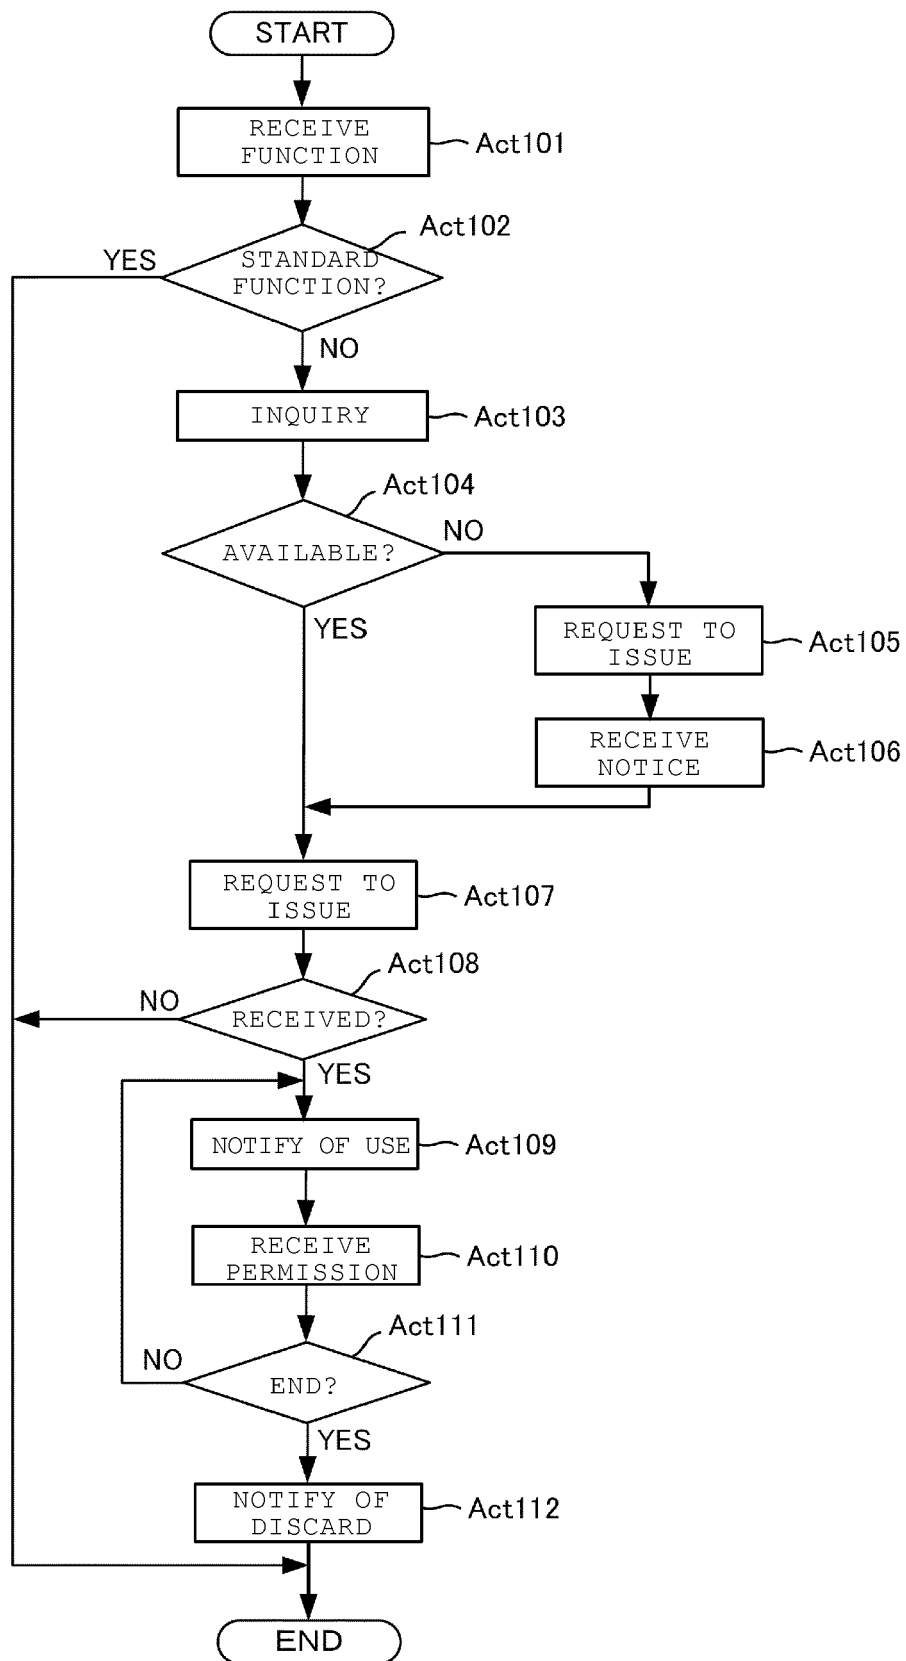 START
RECEIVE
FUNCTION
Act101
Act102
YES
STANDARD
FUNCTION?
NO
INQUIRY
Act103
Act104
AVAILABLE?
NO
YES
REQUEST TO
ISSUE
Act105
RECEIVE
NOTICE
Act106
REQUEST TO
ISSUE
Act107
Act108
NO
RECEIVED?
YES
NOTIFY OF USE
Act109
RECEIVE
PERMISSION
Act110
Act111
NO
END?
YES
NOTIFY OF
DISCARD
Act112
END